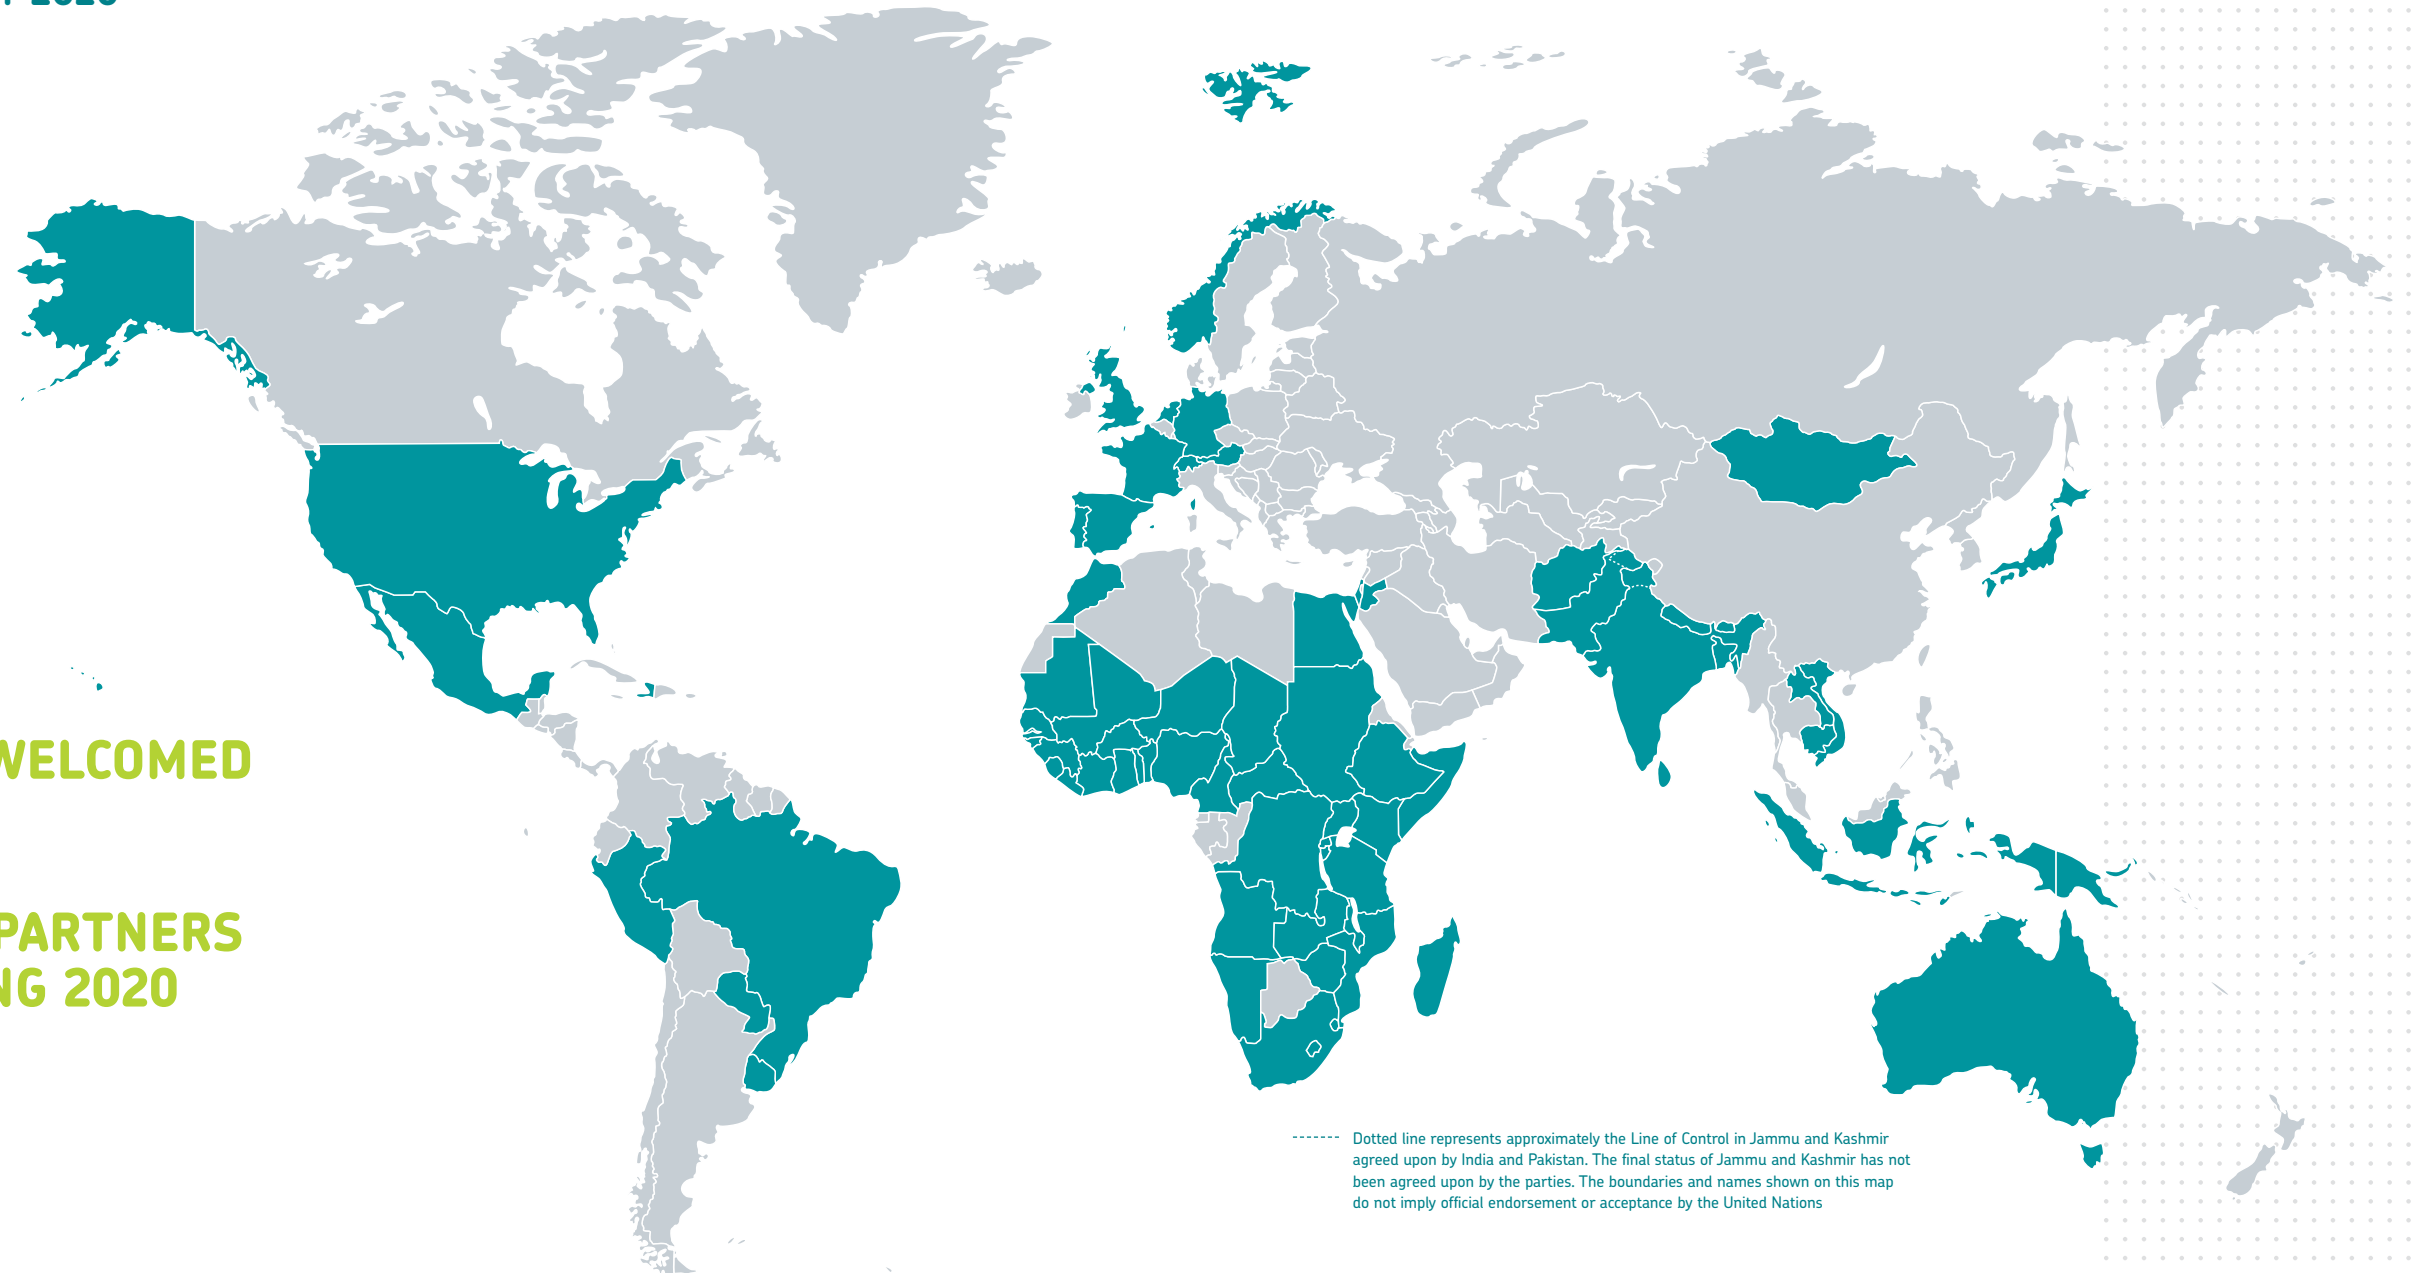 2020
WELCOMED
PARTNERS
NG 2020
Dotted line represents approximately the Line of Control in Jammu and Kashmir
agreed upon by India and Pakistan. The final status of Jammu and Kashmir has not
been agreed upon by the parties. The boundaries and names shown on this map
do not imply official endorsement or acceptance by the United Nations